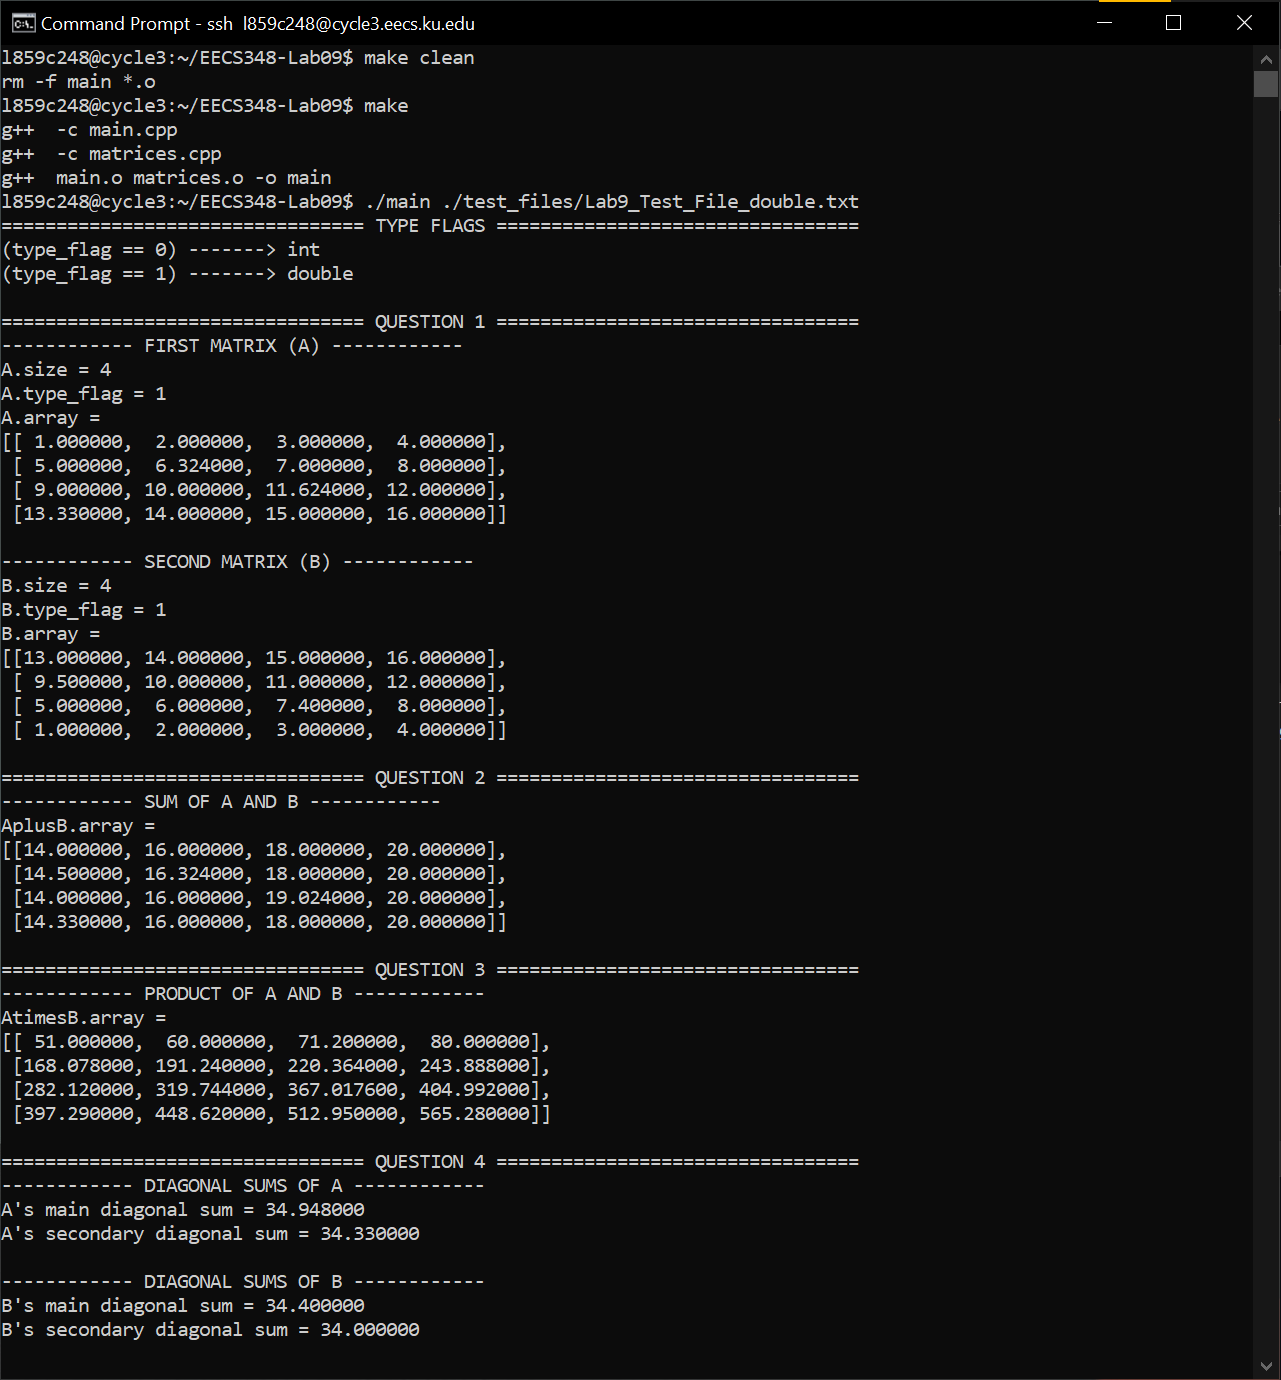 Command Prompt - ssh  l859c248@cycle3.eecs.ku.edu
l859c248@cycle3:~/EECS348-Lab09$ make clean
rm -f main *.o
l859c248@cycle3:~/EECS348-Lab09$ make
g++  -c main.cpp
g++  -c matrices.cpp
g++  main.o matrices.o -o main
l859c248@cycle3:~/EECS348-Lab09$ ./main ./test_files/Lab9_Test_File_double.txt
================================= TYPE FLAGS =================================
(type_flag == 0) -------> int
(type_flag == 1) -------> double

================================= QUESTION 1 =================================
------------ FIRST MATRIX (A) ------------
A.size = 4
A.type_flag = 1
A.array =
[[ 1.000000,  2.000000,  3.000000,  4.000000],
 [ 5.000000,  6.324000,  7.000000,  8.000000],
 [ 9.000000, 10.000000, 11.624000, 12.000000],
 [13.330000, 14.000000, 15.000000, 16.000000]]

------------ SECOND MATRIX (B) ------------
B.size = 4
B.type_flag = 1
B.array =
[[13.000000, 14.000000, 15.000000, 16.000000],
 [ 9.500000, 10.000000, 11.000000, 12.000000],
 [ 5.000000,  6.000000,  7.400000,  8.000000],
 [ 1.000000,  2.000000,  3.000000,  4.000000]]

================================= QUESTION 2 =================================
------------ SUM OF A AND B ------------
AplusB.array =
[[14.000000, 16.000000, 18.000000, 20.000000],
 [14.500000, 16.324000, 18.000000, 20.000000],
 [14.000000, 16.000000, 19.024000, 20.000000],
 [14.330000, 16.000000, 18.000000, 20.000000]]

================================= QUESTION 3 =================================
------------ PRODUCT OF A AND B ------------
AtimesB.array =
[[ 51.000000,  60.000000,  71.200000,  80.000000],
 [168.078000, 191.240000, 220.364000, 243.888000],
 [282.120000, 319.744000, 367.017600, 404.992000],
 [397.290000, 448.620000, 512.950000, 565.280000]]

================================= QUESTION 4 =================================
------------ DIAGONAL SUMS OF A ------------
A's main diagonal sum = 34.948000
A's secondary diagonal sum = 34.330000

------------ DIAGONAL SUMS OF B ------------
B's main diagonal sum = 34.400000
B's secondary diagonal sum = 34.000000